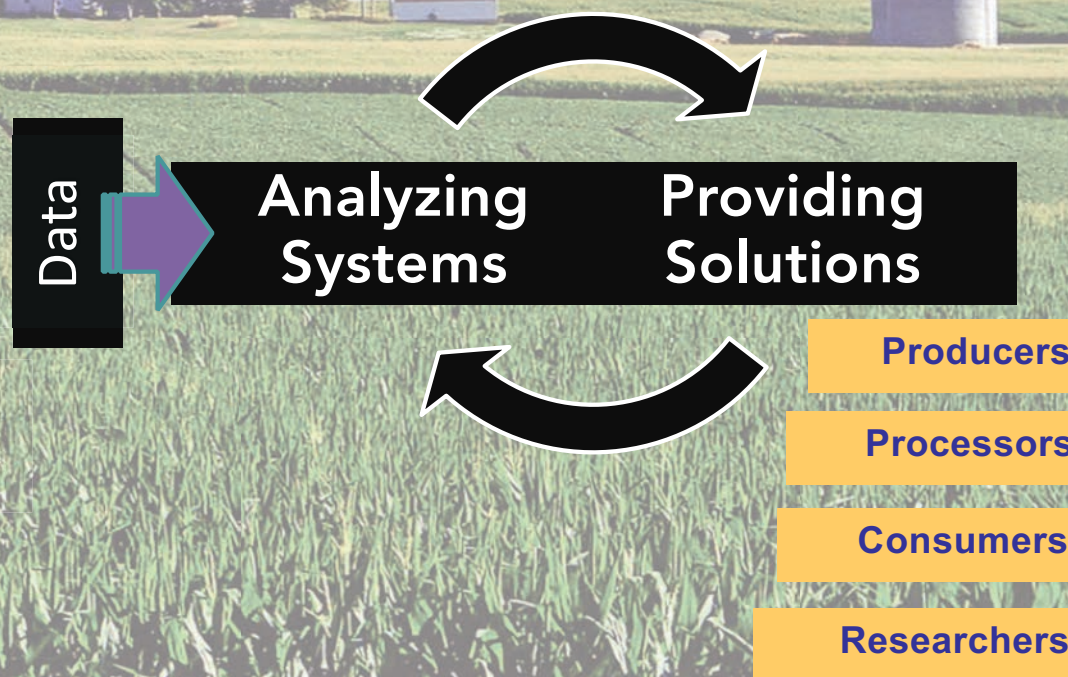 Data
Analyzing
Systems
Providing
Solutions
Producers
Processors
Consumers
Researchers